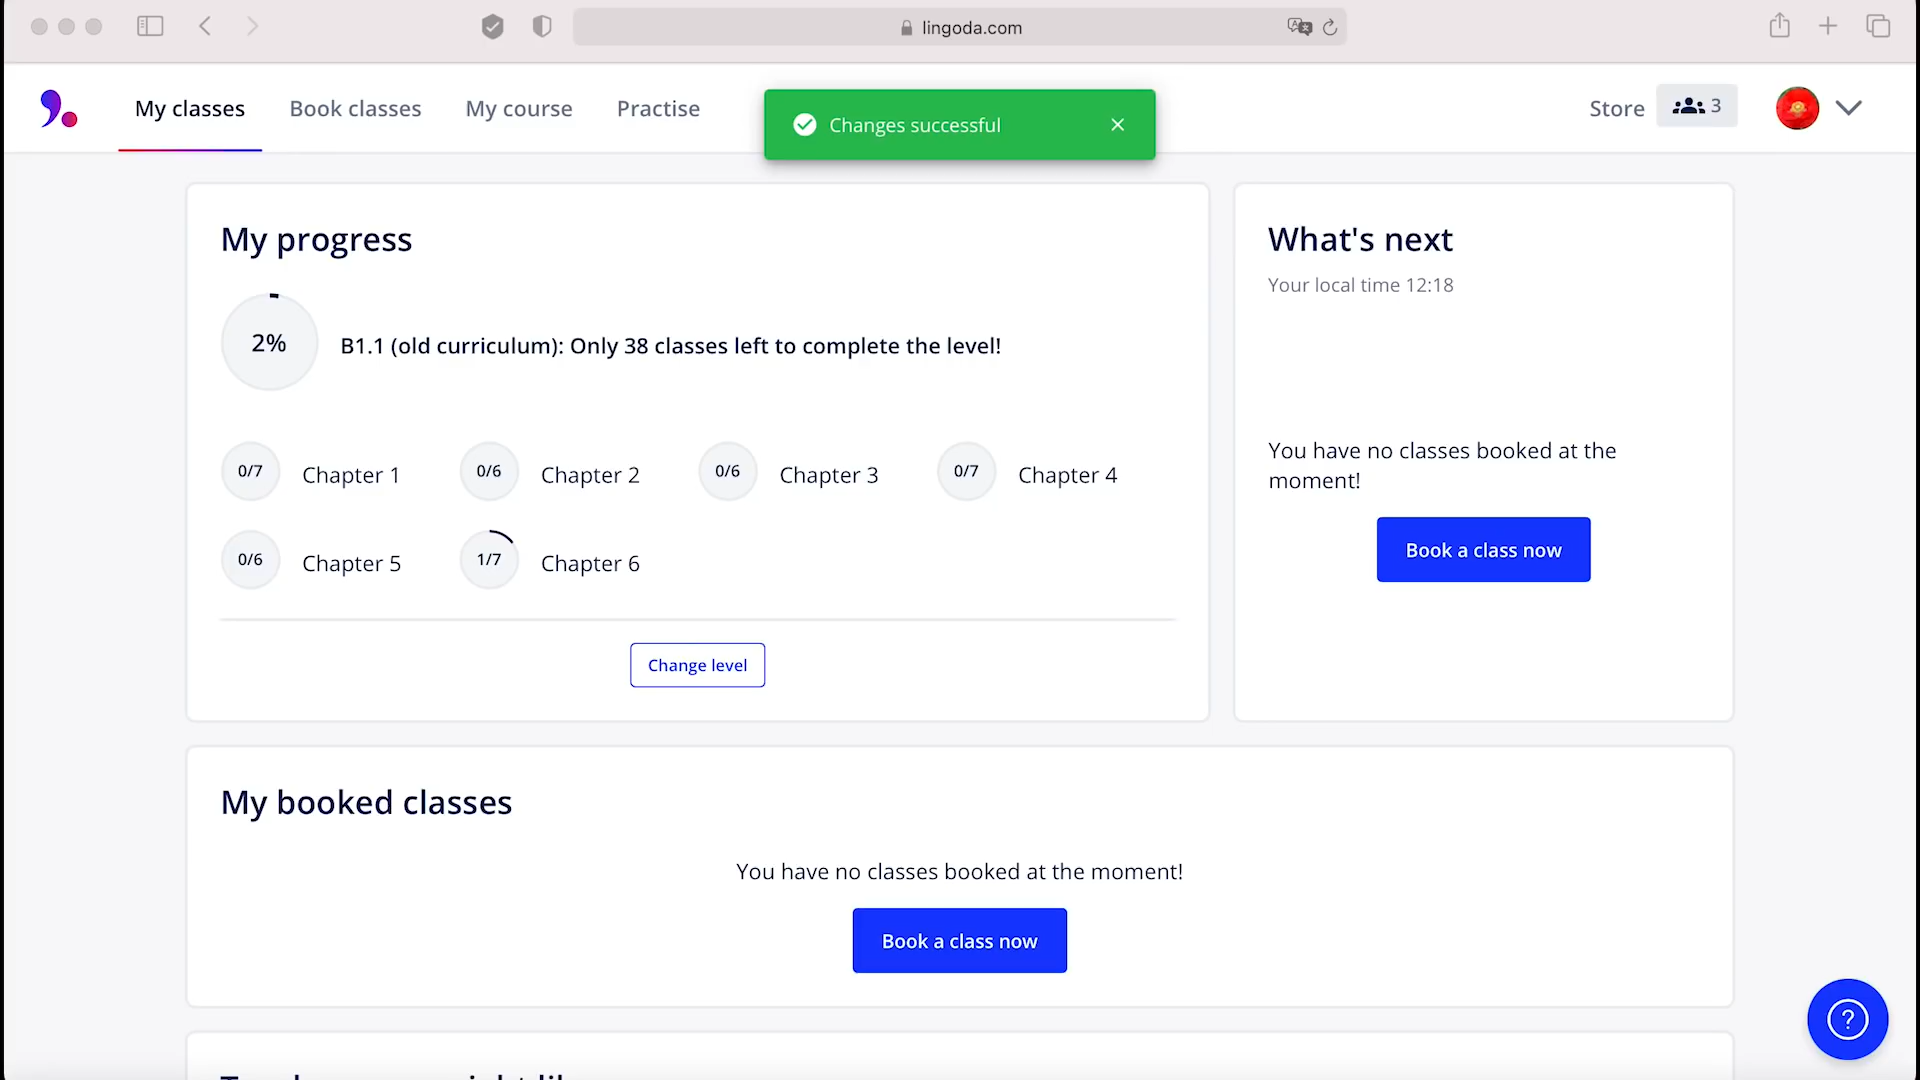 lingoda.com
My classes
Book classes
My course
Practise
Changes successful
Store
3
My progress
2%
B1.1 (old curriculum): Only 38 classes left to complete the level!
0/7 Chapter 1
0/6 Chapter 2
0/6 Chapter 3
0/7 Chapter 4
0/6 Chapter 5
1/7 Chapter 6
Change level
What's next
Your local time 12:18
You have no classes booked at the
moment!
Book a class now
My booked classes
You have no classes booked at the moment!
Book a class now
?